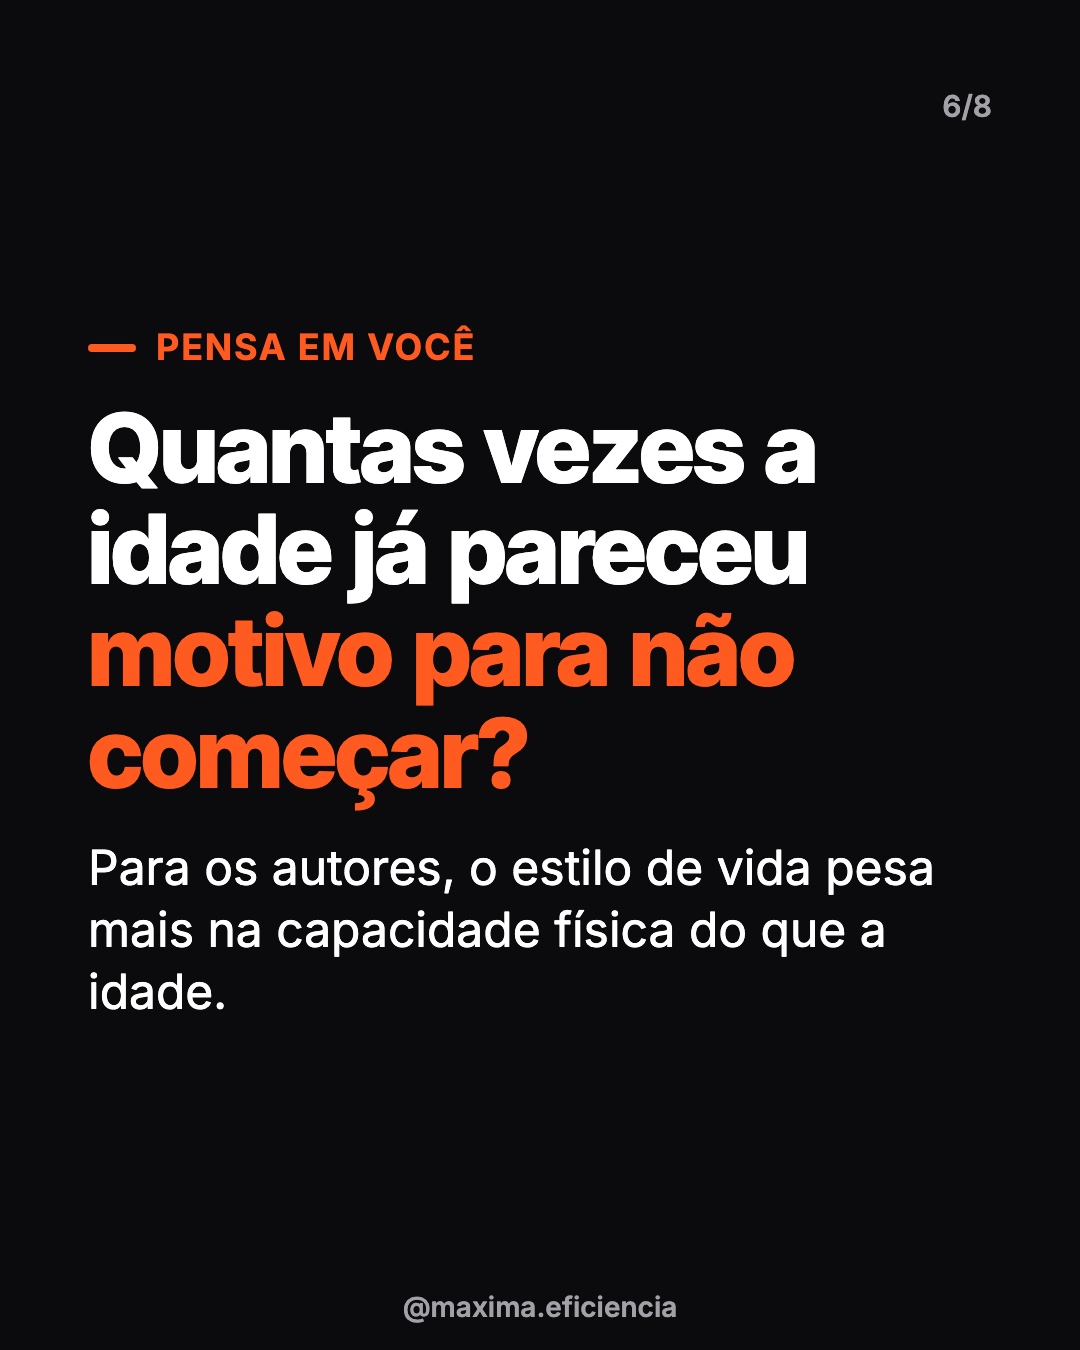 6/8
PENSA EM VOCÊ
Quantas vezes a
idade já pareceu
motivo para não
começar?
Para os autores, o estilo de vida pesa
mais na capacidade física do que a
idade.
@maxima.eficiencia